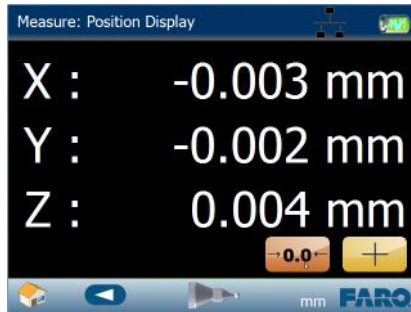 Measure: Position Display
X : -0.003 mm
Y : -0.002 mm
Z : 0.004 mm
→0.0←
mm FARO